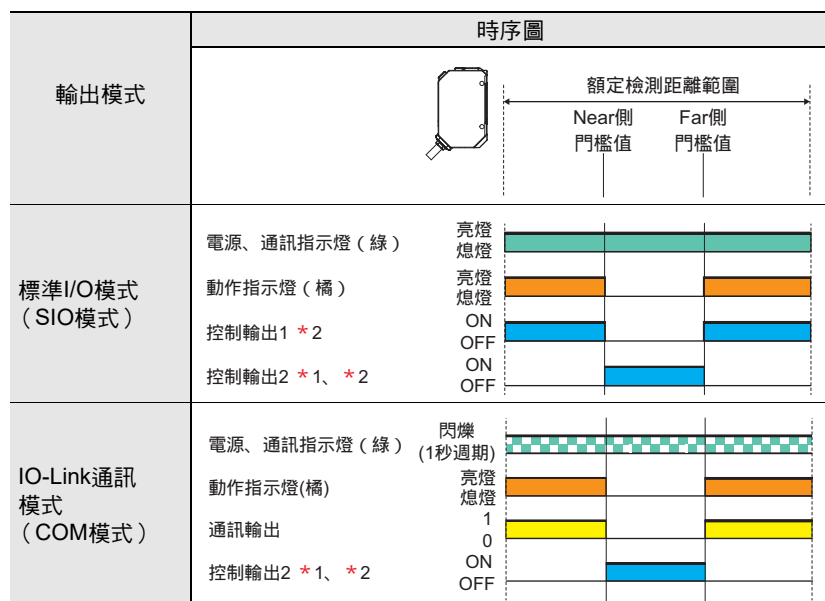 輸出模式
時序圖
額定檢測距離範圍
Near側
門檻值
Far側
門檻值
標準I/O模式
（SIO模式）
電源、通訊指示燈（綠）
亮燈
熄燈
動作指示燈（橘）
亮燈
熄燈
控制輸出1 *2
ON
OFF
控制輸出2 *1、*2
ON
OFF
IO-Link通訊
模式
（COM模式）
電源、通訊指示燈（綠）
閃爍
(1秒週期)
動作指示燈(橘)
亮燈
熄燈
通訊輸出
1
0
控制輸出2 *1、*2
ON
OFF